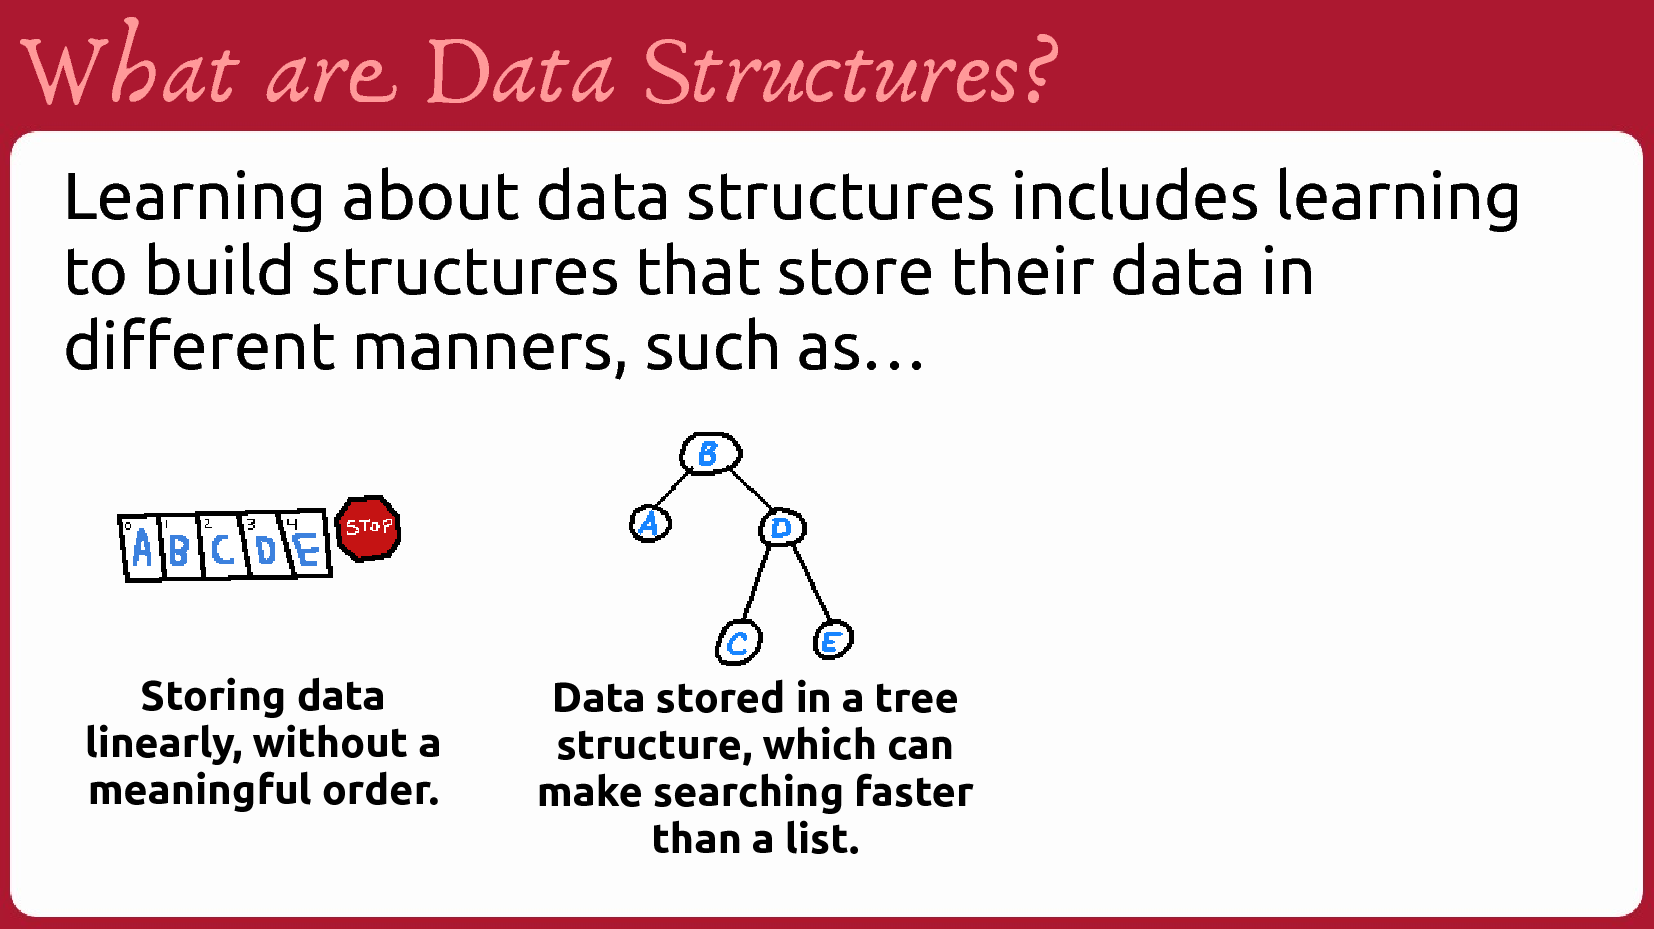 What are Data Structures?
Learning about data structures includes learning
to build structures that store their data in
different manners, such as…
B
0 1 2 3 4
A B C D E
STOP
A D
C E
Storing data
linearly, without a
meaningful order.
Data stored in a tree
structure, which can
make searching faster
than a list.